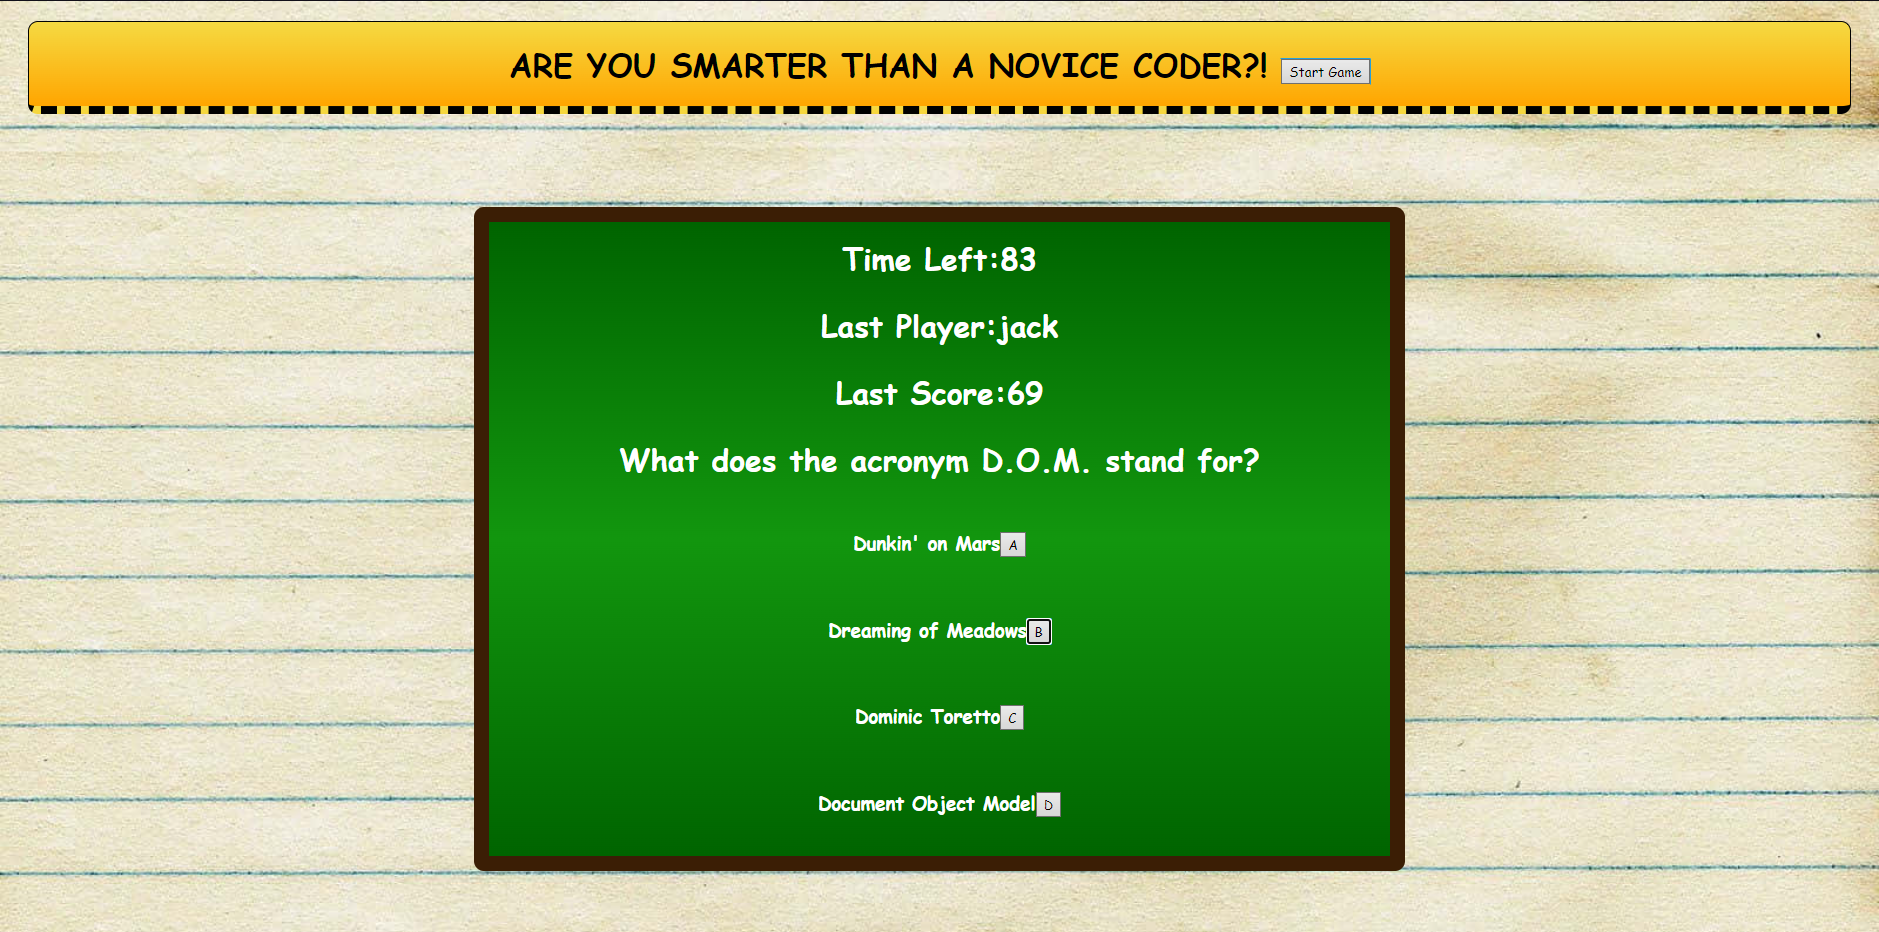 ARE YOU SMARTER THAN A NOVICE CODER?! Start Game
Time Left:83
Last Player:jack
Last Score:69
What does the acronym D.O.M. stand for?
Dunkin' on Mars A
Dreaming of Meadows B
Dominic Toretto C
Document Object Model D